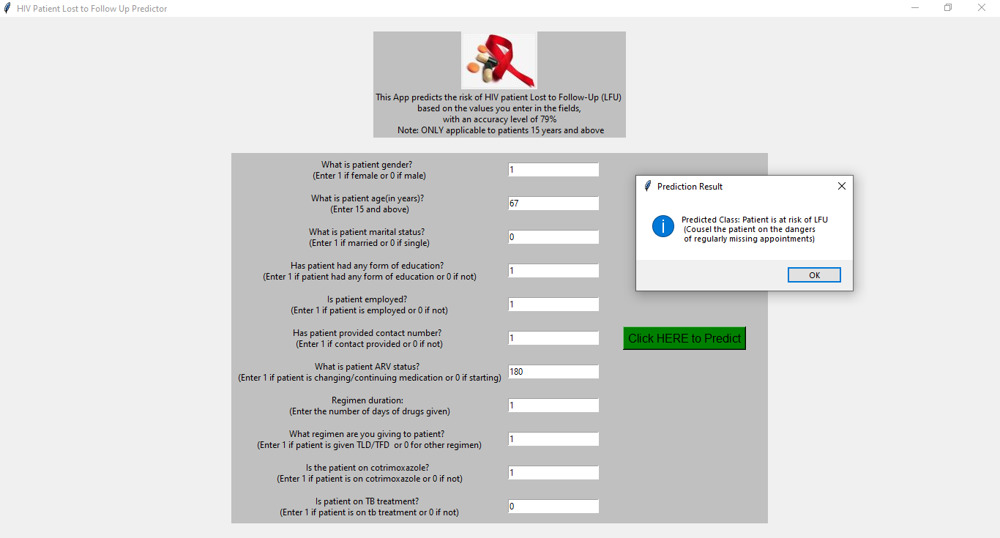 HIV Patient Lost to Follow Up Predictor
This App predicts the risk of HIV patient Lost to Follow-Up (LFU)
based on the values you enter in the fields,
with an accuracy level of 79%
Note: ONLY applicable to patients 15 years and above
What is patient gender?
(Enter 1 if female or 0 if male)
1
What is patient age(in years)?
(Enter 15 and above)
67
What is patient marital status?
(Enter 1 if married or 0 if single)
0
Has patient had any form of education?
(Enter 1 if patient had any form of education or 0 if not)
1
Is patient employed?
(Enter 1 if patient is employed or 0 if not)
1
Has patient provided contact number?
(Enter 1 if contact provided or 0 if not)
1
What is patient ARV status?
(Enter 1 if patient is changing/continuing medication or 0 if starting)
180
Regimen duration:
(Enter the number of days of drugs given)
1
What regimen are you giving to patient?
(Enter 1 if patient is given TLD/TFD  or 0 for other regimen)
1
Is the patient on cotrimoxazole?
(Enter 1 if patient is on cotrimoxazole or 0 if not)
1
Is patient on TB treatment?
(Enter 1 if patient is on tb treatment or 0 if not)
0
Click HERE to Predict
Prediction Result
Predicted Class: Patient is at risk of LFU
(Cousel the patient on the dangers
of regularly missing appointments)
OK